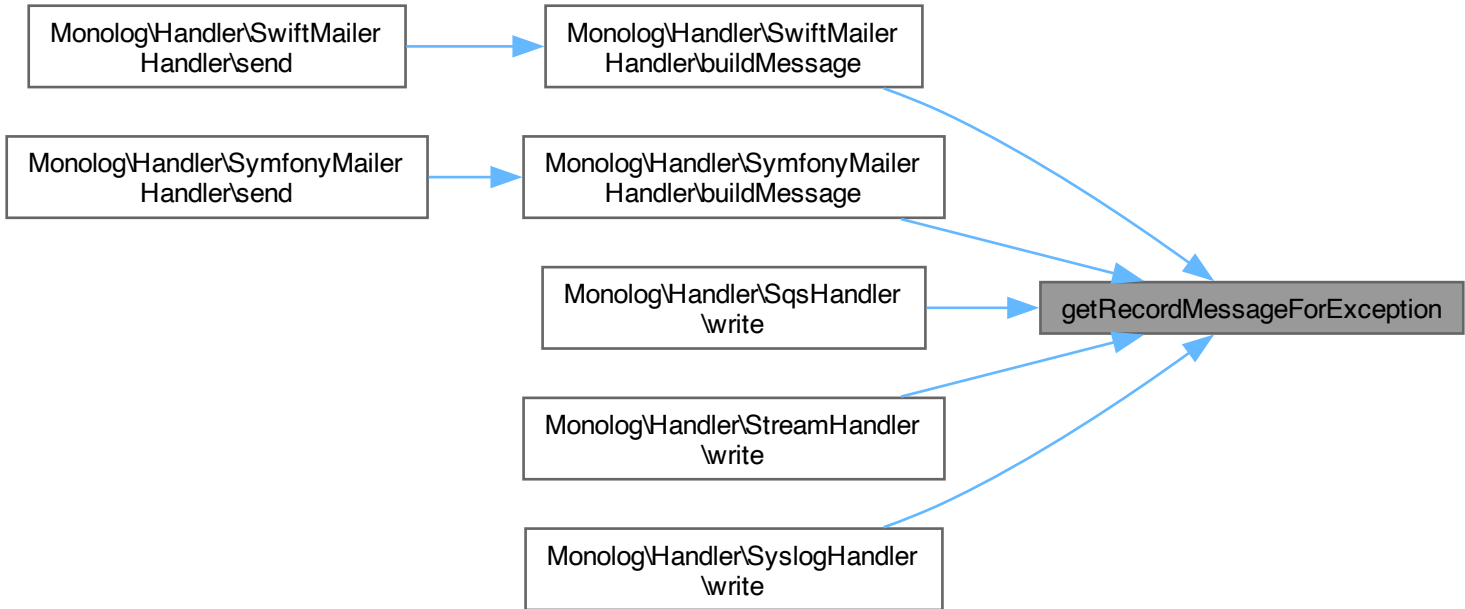 Monolog\Handler\SwiftMailer
Handler\send
Monolog\Handler\SwiftMailer
Handler\buildMessage
Monolog\Handler\SymfonyMailer
Handler\send
Monolog\Handler\SymfonyMailer
Handler\buildMessage
Monolog\Handler\SqsHandler
\write
getRecordMessageForException
Monolog\Handler\StreamHandler
\write
Monolog\Handler\SyslogHandler
\write